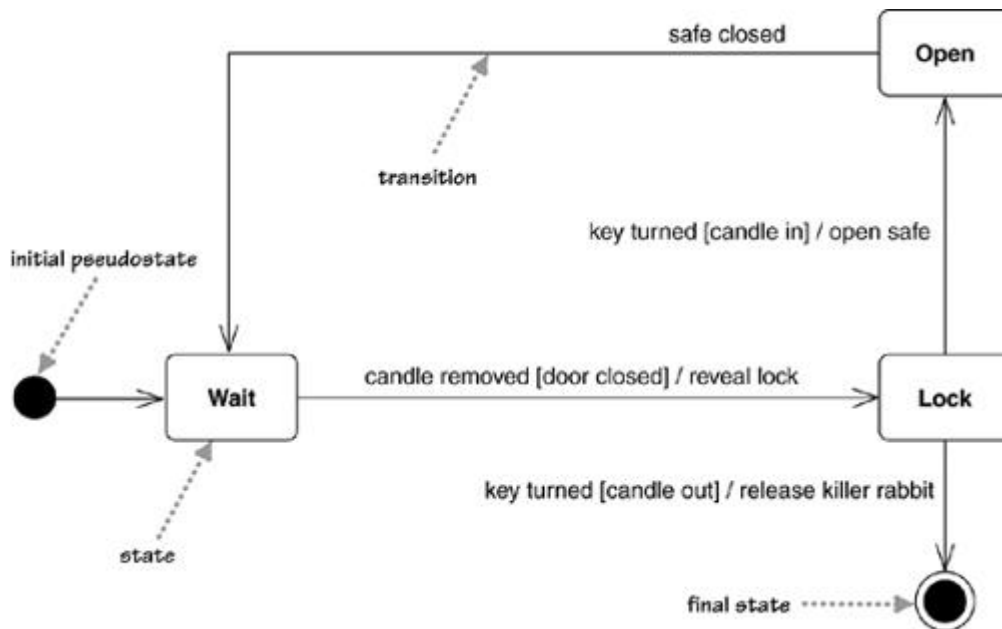 safe closed
Open
transition
key turned [candle in] / open safe
initial pseudostate
candle removed [door closed] / reveal lock
Wait
Lock
key turned [candle out] / release killer rabbit
state
final state